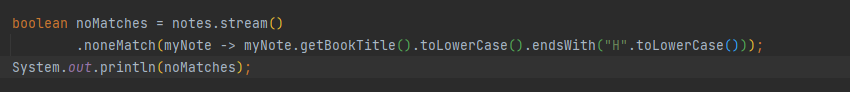 boolean noMatches = notes.stream()
.noneMatch(myNote -> myNote.getBookTitle().toLowerCase().endsWith("H".toLowerCase()));
System.out.println(noMatches);